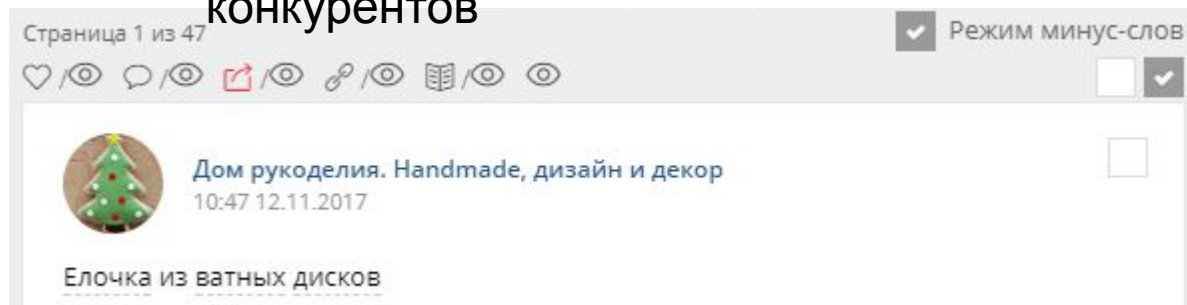 конкурентов
Страница 1 из 47
Режим минус-слов
Дом рукоделия. Handmade, дизайн и декор
10:47 12.11.2017
Елочка из ватных дисков